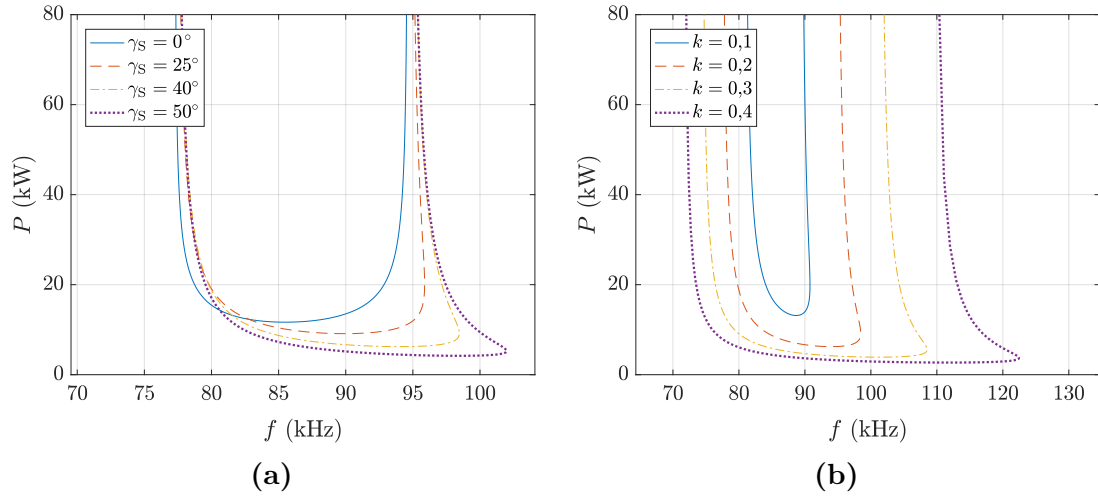 80
60
40
20
0
P (kW)
γS = 0°
γS = 25°
γS = 40°
γS = 50°
70 75 80 85 90 95 100
f (kHz)
(a)
80
60
40
20
0
P (kW)
k = 0,1
k = 0,2
k = 0,3
k = 0,4
70 80 90 100 110 120 130
f (kHz)
(b)